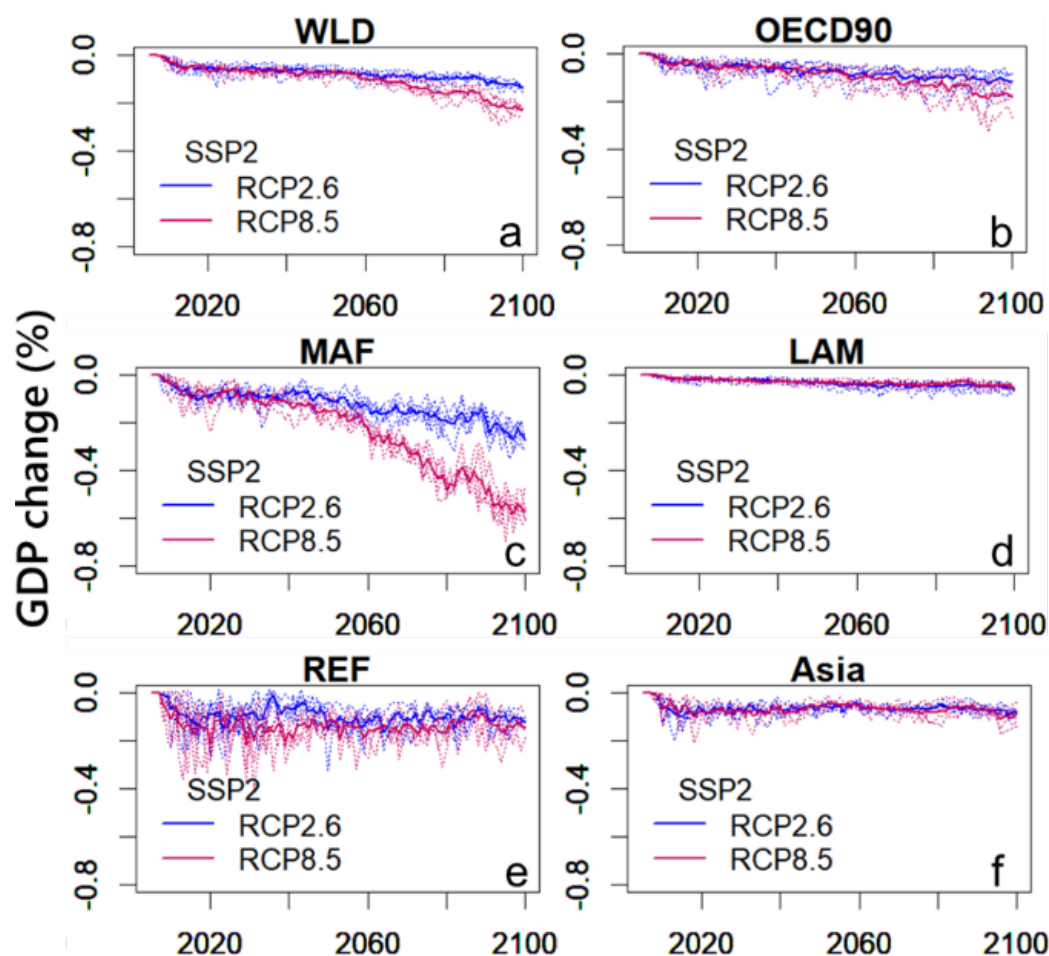 GDP change (%)
WLD
0.0
-0.4
-0.8
SSP2
RCP2.6
RCP8.5
a
2020
2060
2100
OECD90
0.0
-0.4
-0.8
SSP2
RCP2.6
RCP8.5
b
2020
2060
2100
MAF
0.0
-0.4
-0.8
SSP2
RCP2.6
RCP8.5
c
2020
2060
2100
LAM
0.0
-0.4
-0.8
SSP2
RCP2.6
RCP8.5
d
2020
2060
2100
REF
0.0
-0.4
-0.8
SSP2
RCP2.6
RCP8.5
e
2020
2060
2100
Asia
0.0
-0.4
-0.8
SSP2
RCP2.6
RCP8.5
f
2020
2060
2100